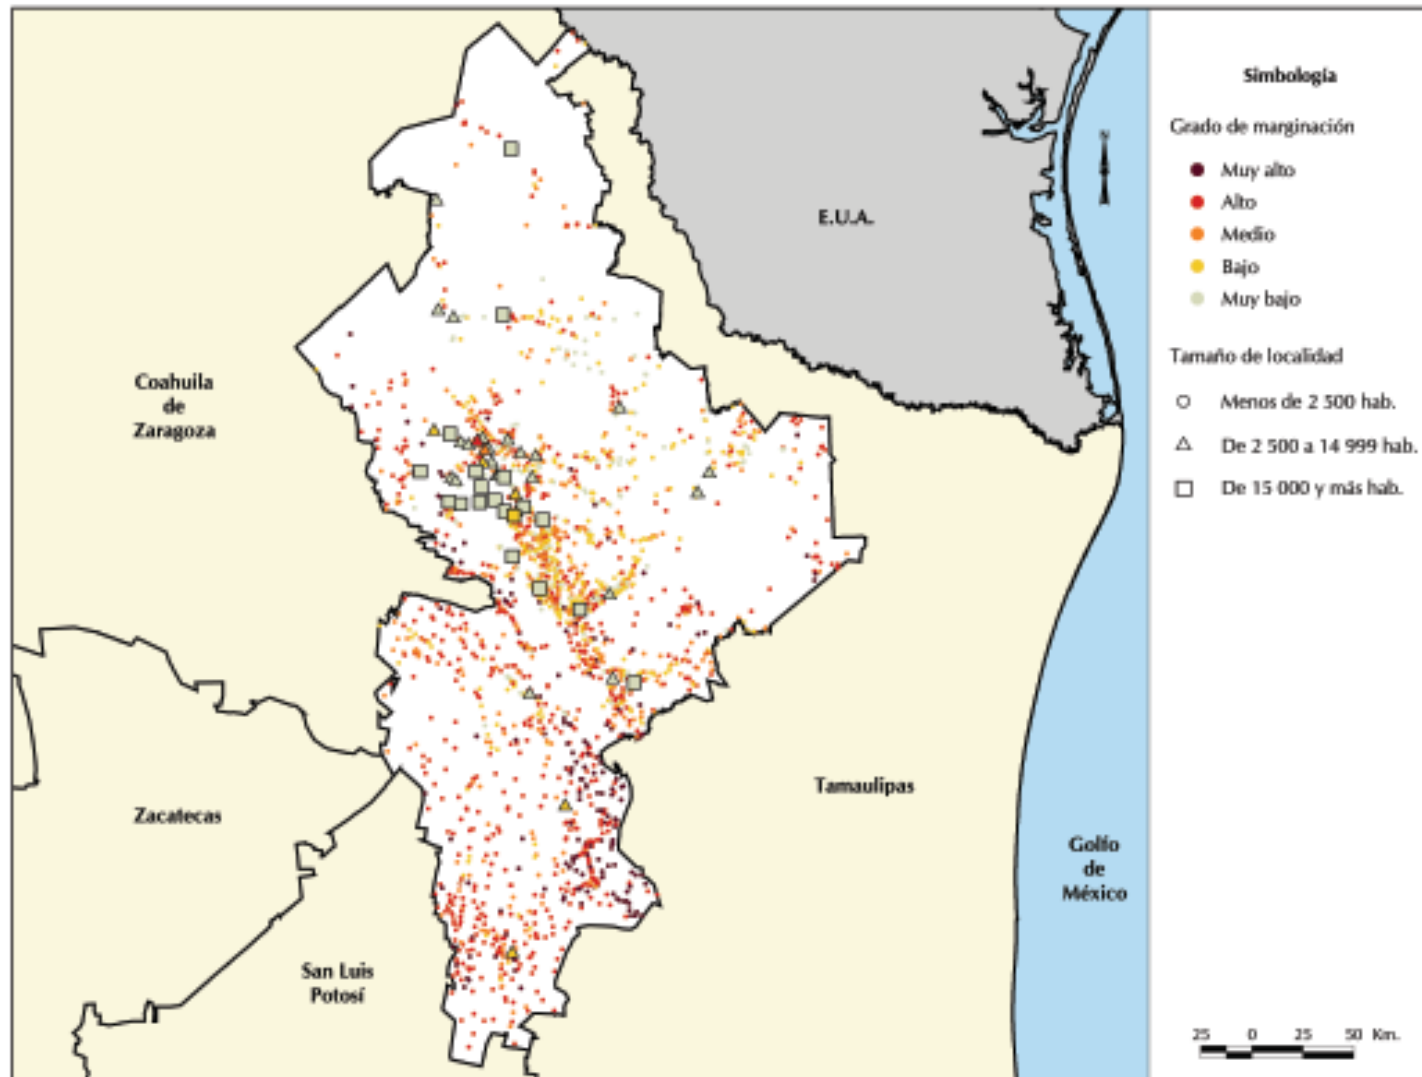 Simbología
Grado de marginación
Muy alto
Alto
Medio
Bajo
Muy bajo
Tamaño de localidad
Menos de 2 500 hab.
De 2 500 a 14 999 hab.
De 15 000 y más hab.
N
E.U.A.
Coahuila
de
Zaragoza
Tamaulipas
Zacatecas
Golfo
de
México
San Luis
Potosí
25 0 25 50 Km.